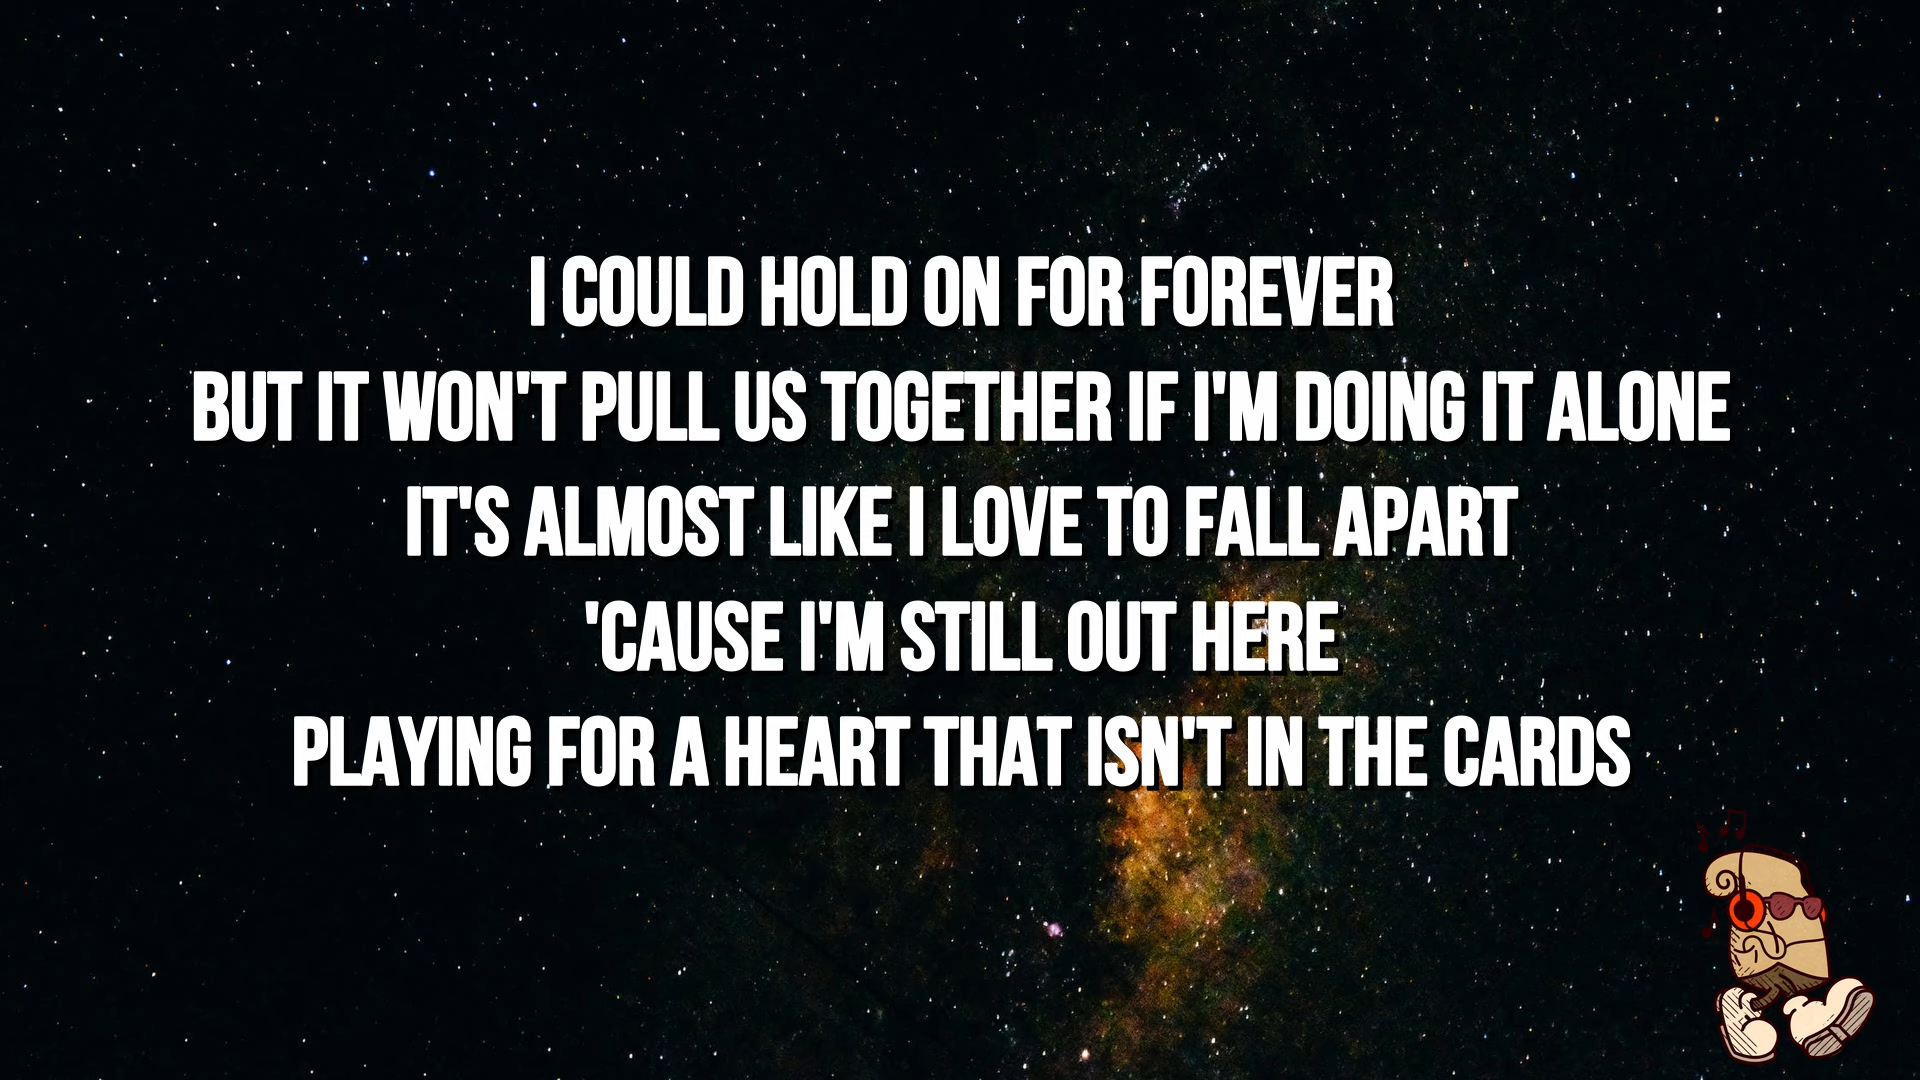 I COULD HOLD ON FOR FOREVER
BUT IT WON'T PULL US TOGETHER IF I'M DOING IT ALONE
IT'S ALMOST LIKE I LOVE TO FALL APART
'CAUSE I'M STILL OUT HERE
PLAYING FOR A HEART THAT ISN'T IN THE CARDS